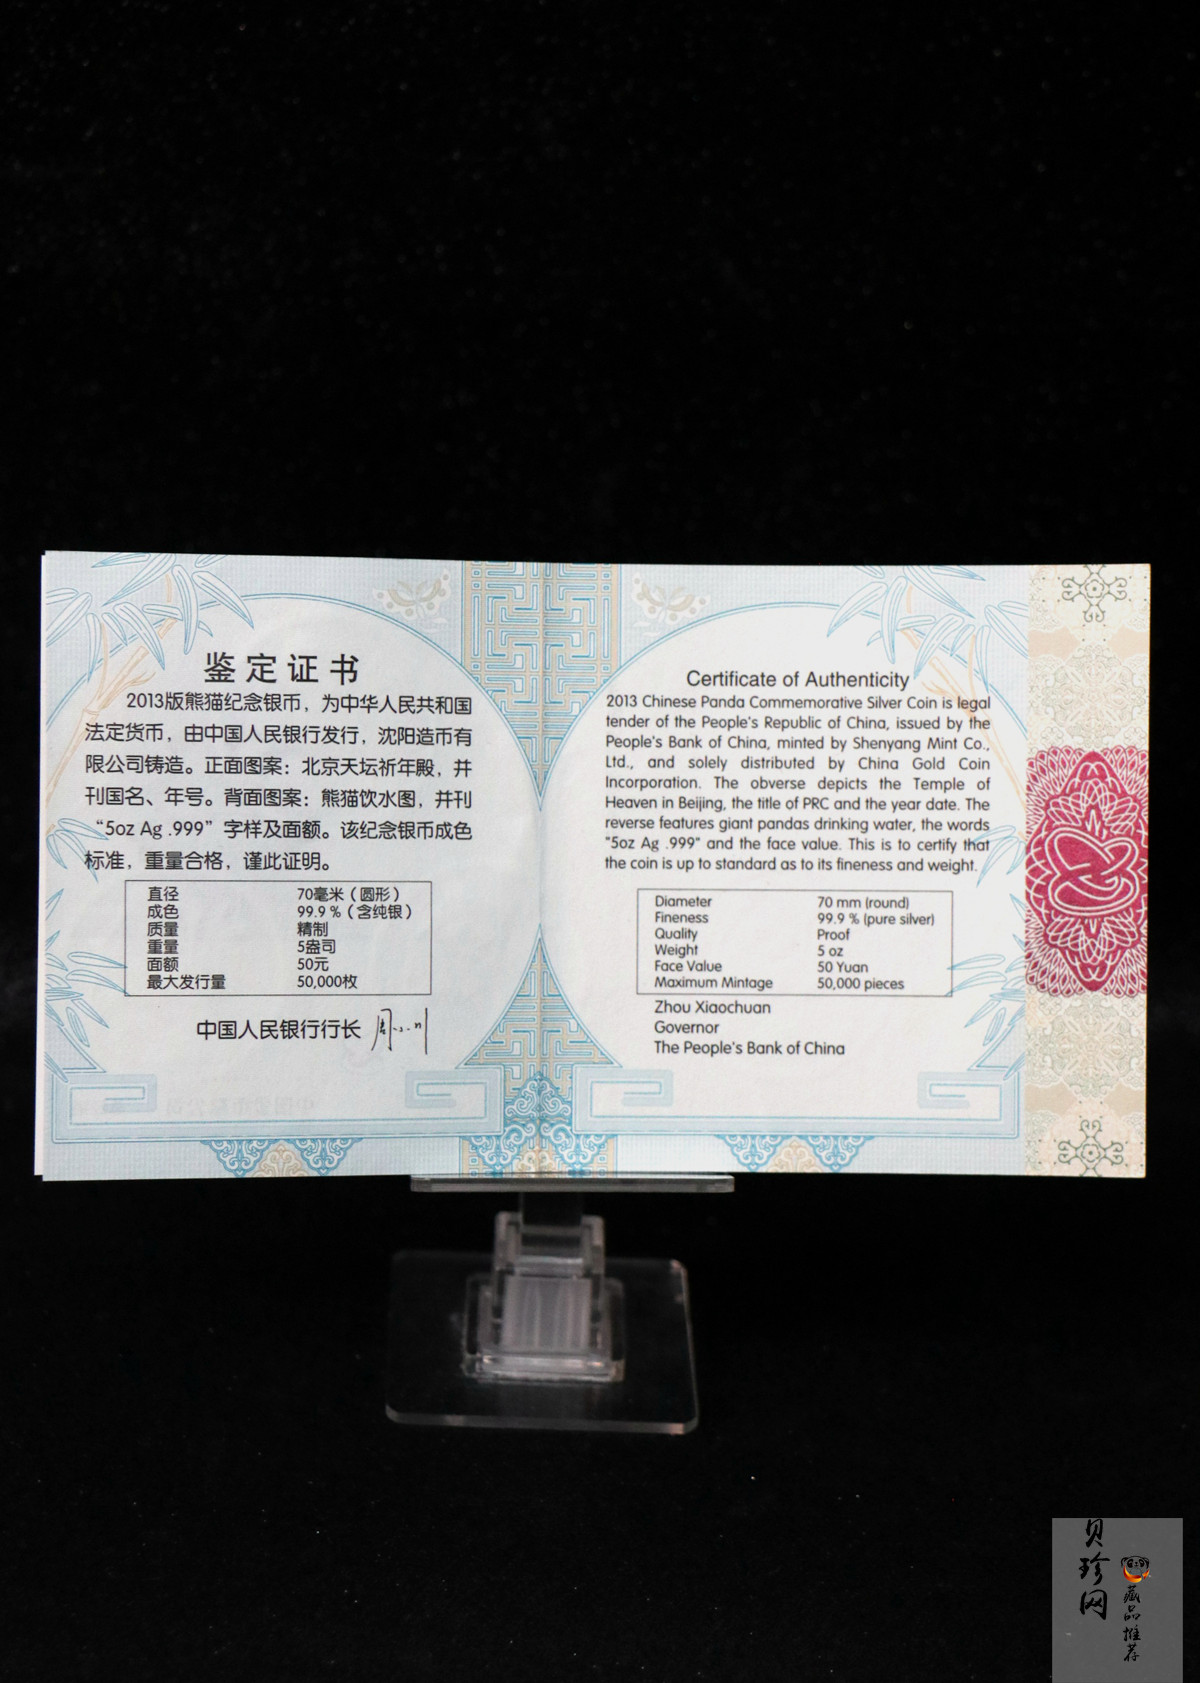 鉴定证书
2013版熊猫纪念银币，为中华人民共和国
法定货币，由中国人民银行发行，沈阳造币有
限公司铸造。正面图案：北京天坛祈年殿，并
刊国名、年号。背面图案：熊猫饮水图，并刊
“5oz Ag .999”字样及面额。该纪念银币成色
标准，重量合格，谨此证明。
直径 70毫米（圆形）
成色 99.9 %（含纯银）
质量 精制
重量 5盎司
面额 50元
最大发行量 50,000枚
中国人民银行行长 周小川
Certificate of Authenticity
2013 Chinese Panda Commemorative Silver Coin is legal
tender of the People's Republic of China, issued by the
People's Bank of China, minted by Shenyang Mint Co.,
Ltd., and solely distributed by China Gold Coin
Incorporation. The obverse depicts the Temple of
Heaven in Beijing, the title of PRC and the year date. The
reverse features giant pandas drinking water, the words
"5oz Ag .999" and the face value. This is to certify that
the coin is up to standard as to its fineness and weight.
Diameter 70 mm (round)
Fineness 99.9 % (pure silver)
Quality Proof
Weight 5 oz
Face Value 50 Yuan
Maximum Mintage 50,000 pieces
Zhou Xiaochuan
Governor
The People's Bank of China
贝珍网
藏品推荐